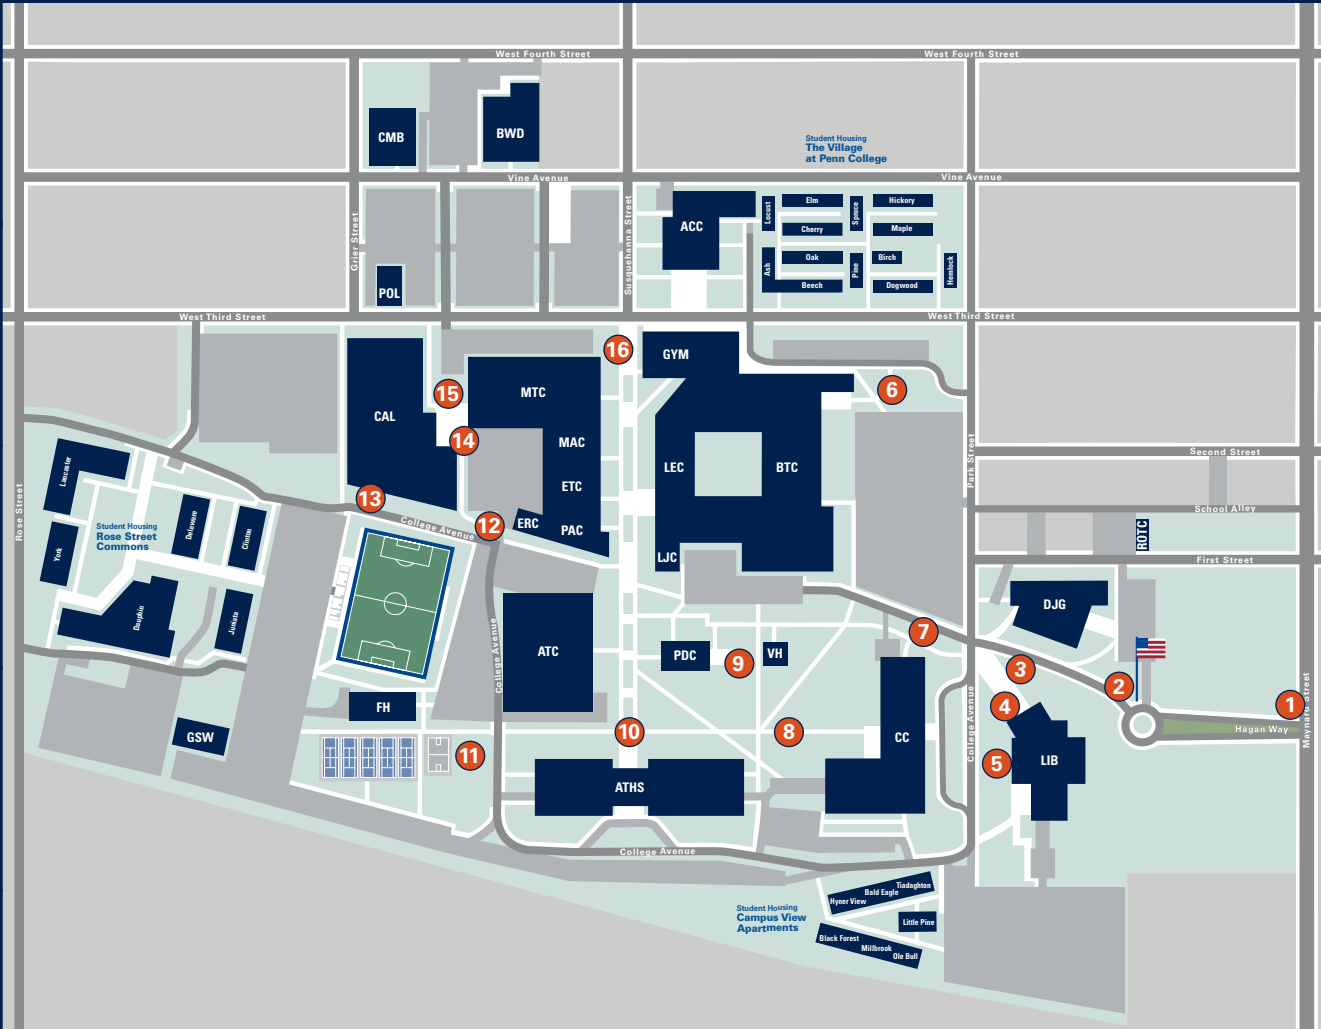 West Fourth Street
West Fourth Street
CMB
BWD
Student Housing
The Village
at Penn College
Vine Avenue
Vine Avenue
Grier Street
Susquehanna Street
POL
ACC
Locust
Elm
Spruce
Hickory
Cherry
Maple
Ash
Oak
Pine
Birch
Hemlock
Beech
Dogwood
West Third Street
West Third Street
16
GYM
15
MTC
6
CAL
14
MAC
LEC
BTC
ETC
Park Street
Second Street
13
12
ERC
PAC
College Avenue
School Alley
ROTC
LJC
First Street
Rose Street
Lancaster
Student Housing
Rose Street
Commons
Delaware
Clinton
York
Dauphin
Juniata
DJG
7
ATC
PDC
9
VH
3
2
1
College Avenue
College Avenue
Maynard Street
FH
4
GSW
10
8
CC
Hagan Way
11
5
LIB
ATHS
College Avenue
Student Housing
Campus View
Apartments
Tiadaghton
Bald Eagle
Hyner View
Little Pine
Black Forest
Millbrook
Ole Bull